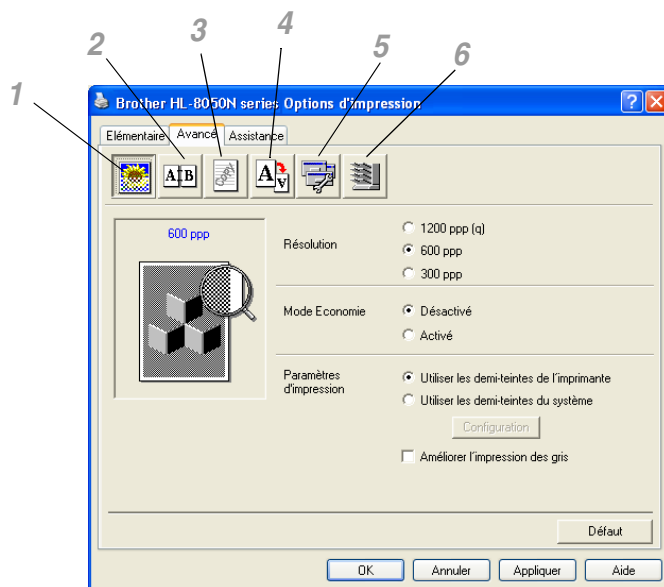 1 2 3 4 5 6
Brother HL-8050N series Options d'impression
Elémentaire Avancé Assistance
A B A A
600 ppp
Résolution
1200 ppp (q)
600 ppp
300 ppp
Mode Economie
Désactivé
Activé
Paramètres
d'impression
Utiliser les demi-teintes de l'imprimante
Utiliser les demi-teintes du système
Configuration
Améliorer l'impression des gris
Défaut
OK Annuler Appliquer Aide